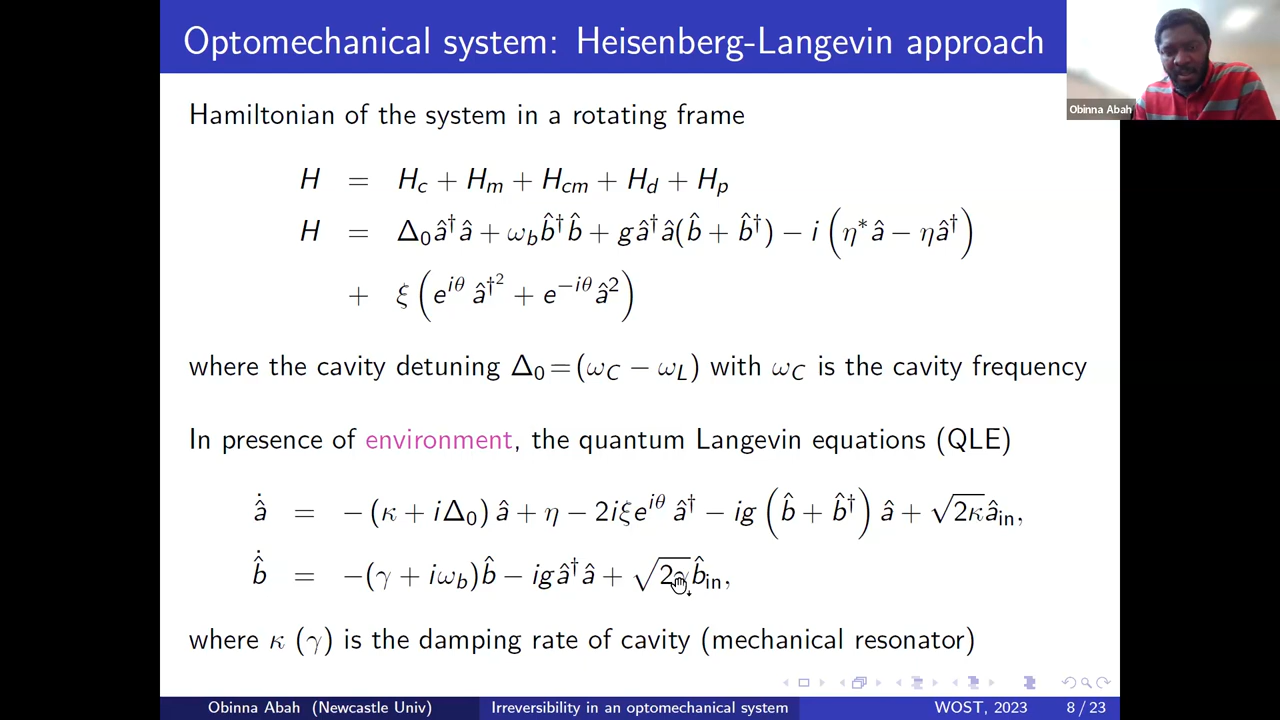 Optomechanical system: Heisenberg-Langevin approach
Obinna Abah
Hamiltonian of the system in a rotating frame
H = H_c + H_m + H_cm + H_d + H_p
H = Δ₀â†â + ω_b b̂†b̂ + gâ†â(b̂ + b̂†) − i(η*â − ηâ†)
+ ξ(e^{iθ} â†² + e^{−iθ} â²)
where the cavity detuning Δ₀=(ω_C − ω_L) with ω_C is the cavity frequency
In presence of environment, the quantum Langevin equations (QLE)
ȧ̂ = −(κ + iΔ₀) â + η − 2iξe^{iθ} â† − ig(b̂ + b̂†) â + √2κ â_in,
ḃ̂ = −(γ + iω_b)b̂ − igâ†â + √2γ b̂_in,
where κ (γ) is the damping rate of cavity (mechanical resonator)
Obinna Abah (Newcastle Univ) Irreversibility in an optomechanical system WOST, 2023 8 / 23